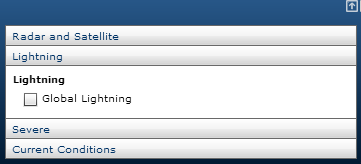 Radar and Satellite
Lightning
Lightning
Global Lightning
Severe
Current Conditions